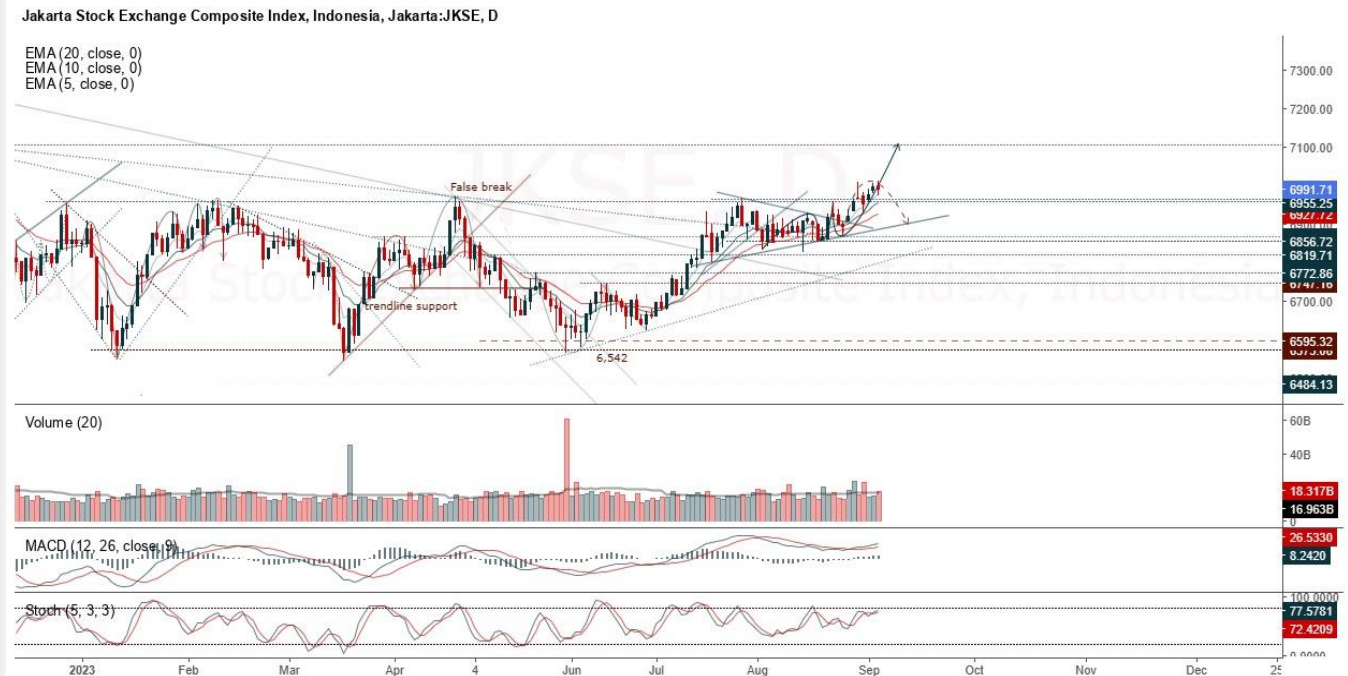 Jakarta Stock Exchange Composite Index, Indonesia, Jakarta:JKSE, D
EMA (20, close, 0)
EMA (10, close, 0)
EMA (5, close, 0)
7300.00
7200.00
7100.00
6991.71
6955.25
6927.72
6856.72
6819.71
6772.86
6747.16
6700.00
6595.32
6484.13
JKSE, D
False break
trendline support
6,542
Volume (20)
60B
40B
18.317B
16.963B
0
MACD (12, 26, close, 9)
26.5330
8.2420
Stoch (5, 3, 3)
100.0000
77.5781
72.4209
2023 Feb Mar Apr 4 Jun Jul Aug Sep Oct Nov Dec 25